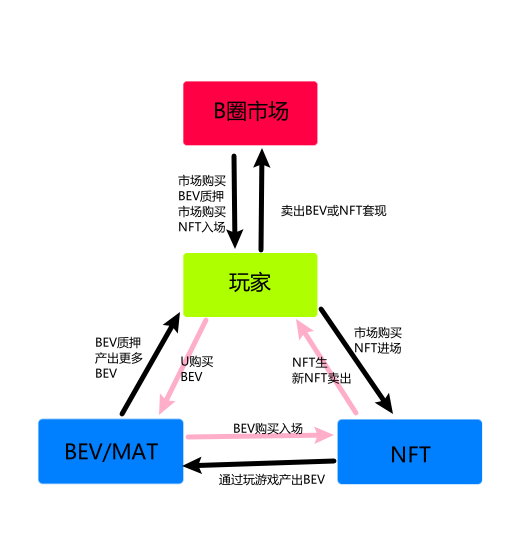 B圈市场
市场购买
BEV质押
市场购买
NFT入场
卖出BEV或NFT套现
玩家
BEV质押
产出更多
BEV
U购买
BEV
NFT生
新NFT卖出
市场购买
NFT进场
BEV购买入场
BEV/MAT
NFT
通过玩游戏产出BEV